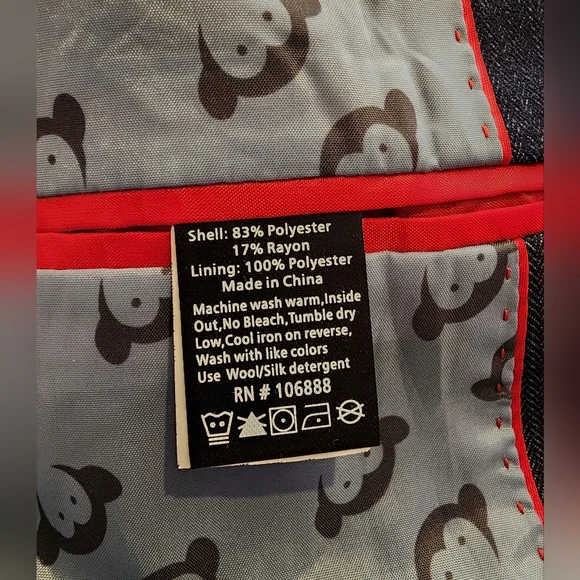 Shell: 83% Polyester
17% Rayon
Lining: 100% Polyester
Made in China
Machine wash warm,Inside
Out,No Bleach,Tumble dry
Low,Cool iron on reverse,
Wash with like colors
Use Wool/Silk detergent
RN # 106888